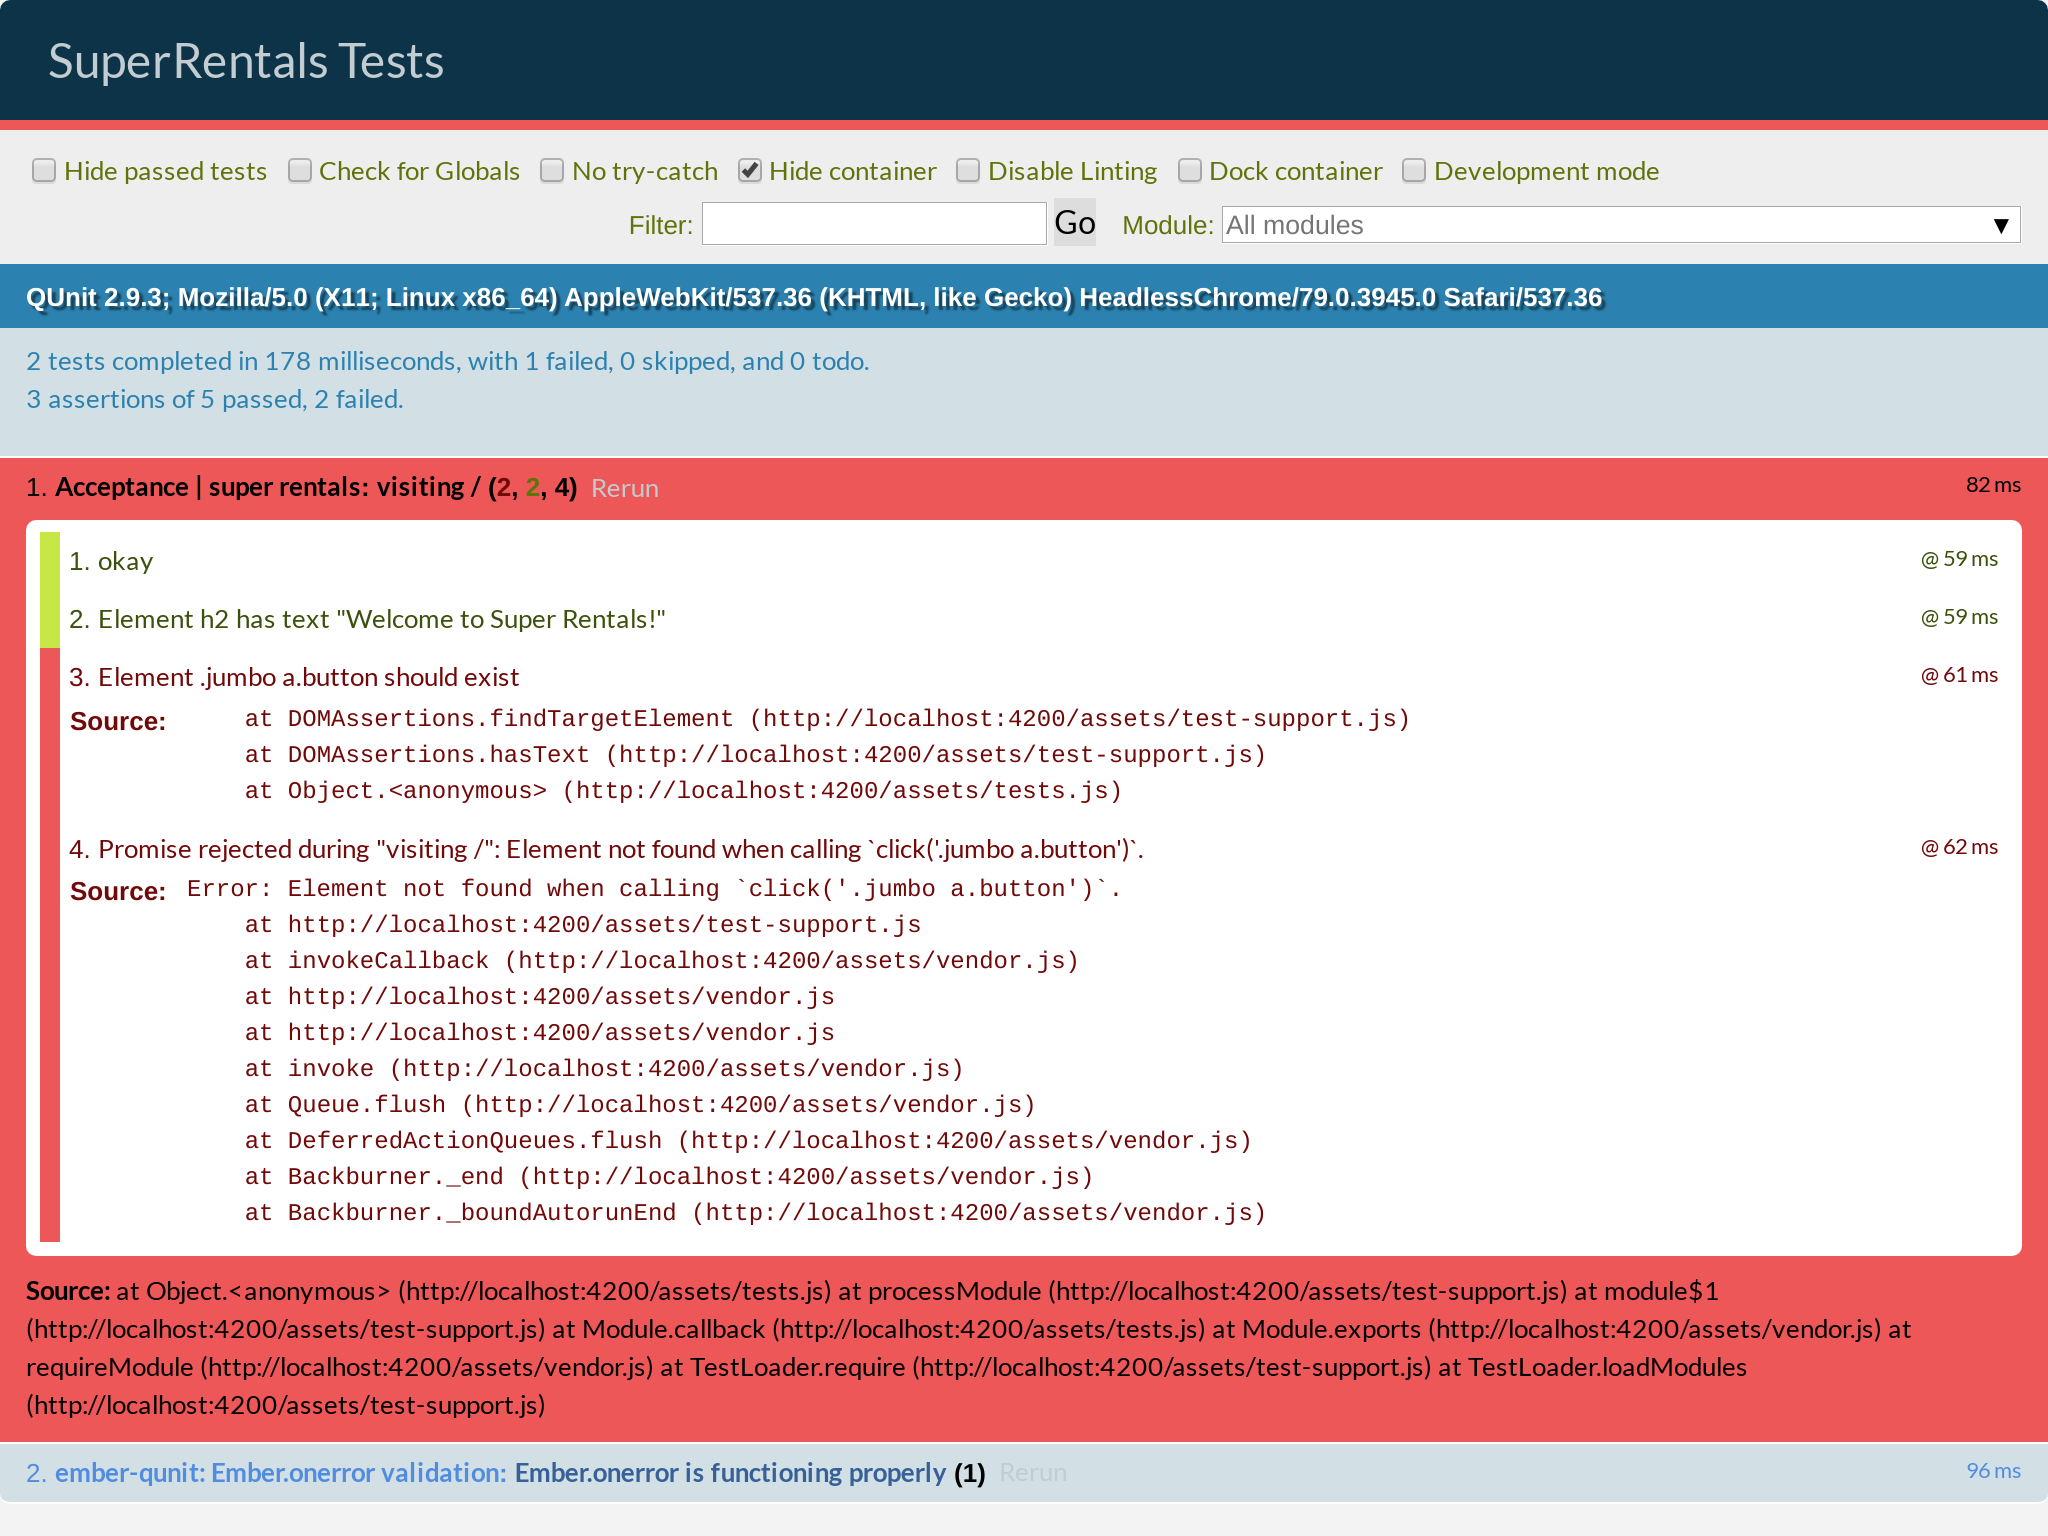 SuperRentals Tests
Hide passed tests Check for Globals No try-catch Hide container Disable Linting Dock container Development mode
Filter: Go Module: All modules ▼
QUnit 2.9.3; Mozilla/5.0 (X11; Linux x86_64) AppleWebKit/537.36 (KHTML, like Gecko) HeadlessChrome/79.0.3945.0 Safari/537.36
2 tests completed in 178 milliseconds, with 1 failed, 0 skipped, and 0 todo.
3 assertions of 5 passed, 2 failed.
1. Acceptance | super rentals: visiting / (2, 2, 4) Rerun 82 ms
1. okay @ 59 ms
2. Element h2 has text "Welcome to Super Rentals!" @ 59 ms
3. Element .jumbo a.button should exist @ 61 ms
Source: at DOMAssertions.findTargetElement (http://localhost:4200/assets/test-support.js)
at DOMAssertions.hasText (http://localhost:4200/assets/test-support.js)
at Object.<anonymous> (http://localhost:4200/assets/tests.js)
4. Promise rejected during "visiting /": Element not found when calling `click('.jumbo a.button')`. @ 62 ms
Source: Error: Element not found when calling `click('.jumbo a.button')`.
at http://localhost:4200/assets/test-support.js
at invokeCallback (http://localhost:4200/assets/vendor.js)
at http://localhost:4200/assets/vendor.js
at http://localhost:4200/assets/vendor.js
at invoke (http://localhost:4200/assets/vendor.js)
at Queue.flush (http://localhost:4200/assets/vendor.js)
at DeferredActionQueues.flush (http://localhost:4200/assets/vendor.js)
at Backburner._end (http://localhost:4200/assets/vendor.js)
at Backburner._boundAutorunEnd (http://localhost:4200/assets/vendor.js)
Source: at Object.<anonymous> (http://localhost:4200/assets/tests.js) at processModule (http://localhost:4200/assets/test-support.js) at module$1
(http://localhost:4200/assets/test-support.js) at Module.callback (http://localhost:4200/assets/tests.js) at Module.exports (http://localhost:4200/assets/vendor.js) at
requireModule (http://localhost:4200/assets/vendor.js) at TestLoader.require (http://localhost:4200/assets/test-support.js) at TestLoader.loadModules
(http://localhost:4200/assets/test-support.js)
2. ember-qunit: Ember.onerror validation: Ember.onerror is functioning properly (1) Rerun 96 ms